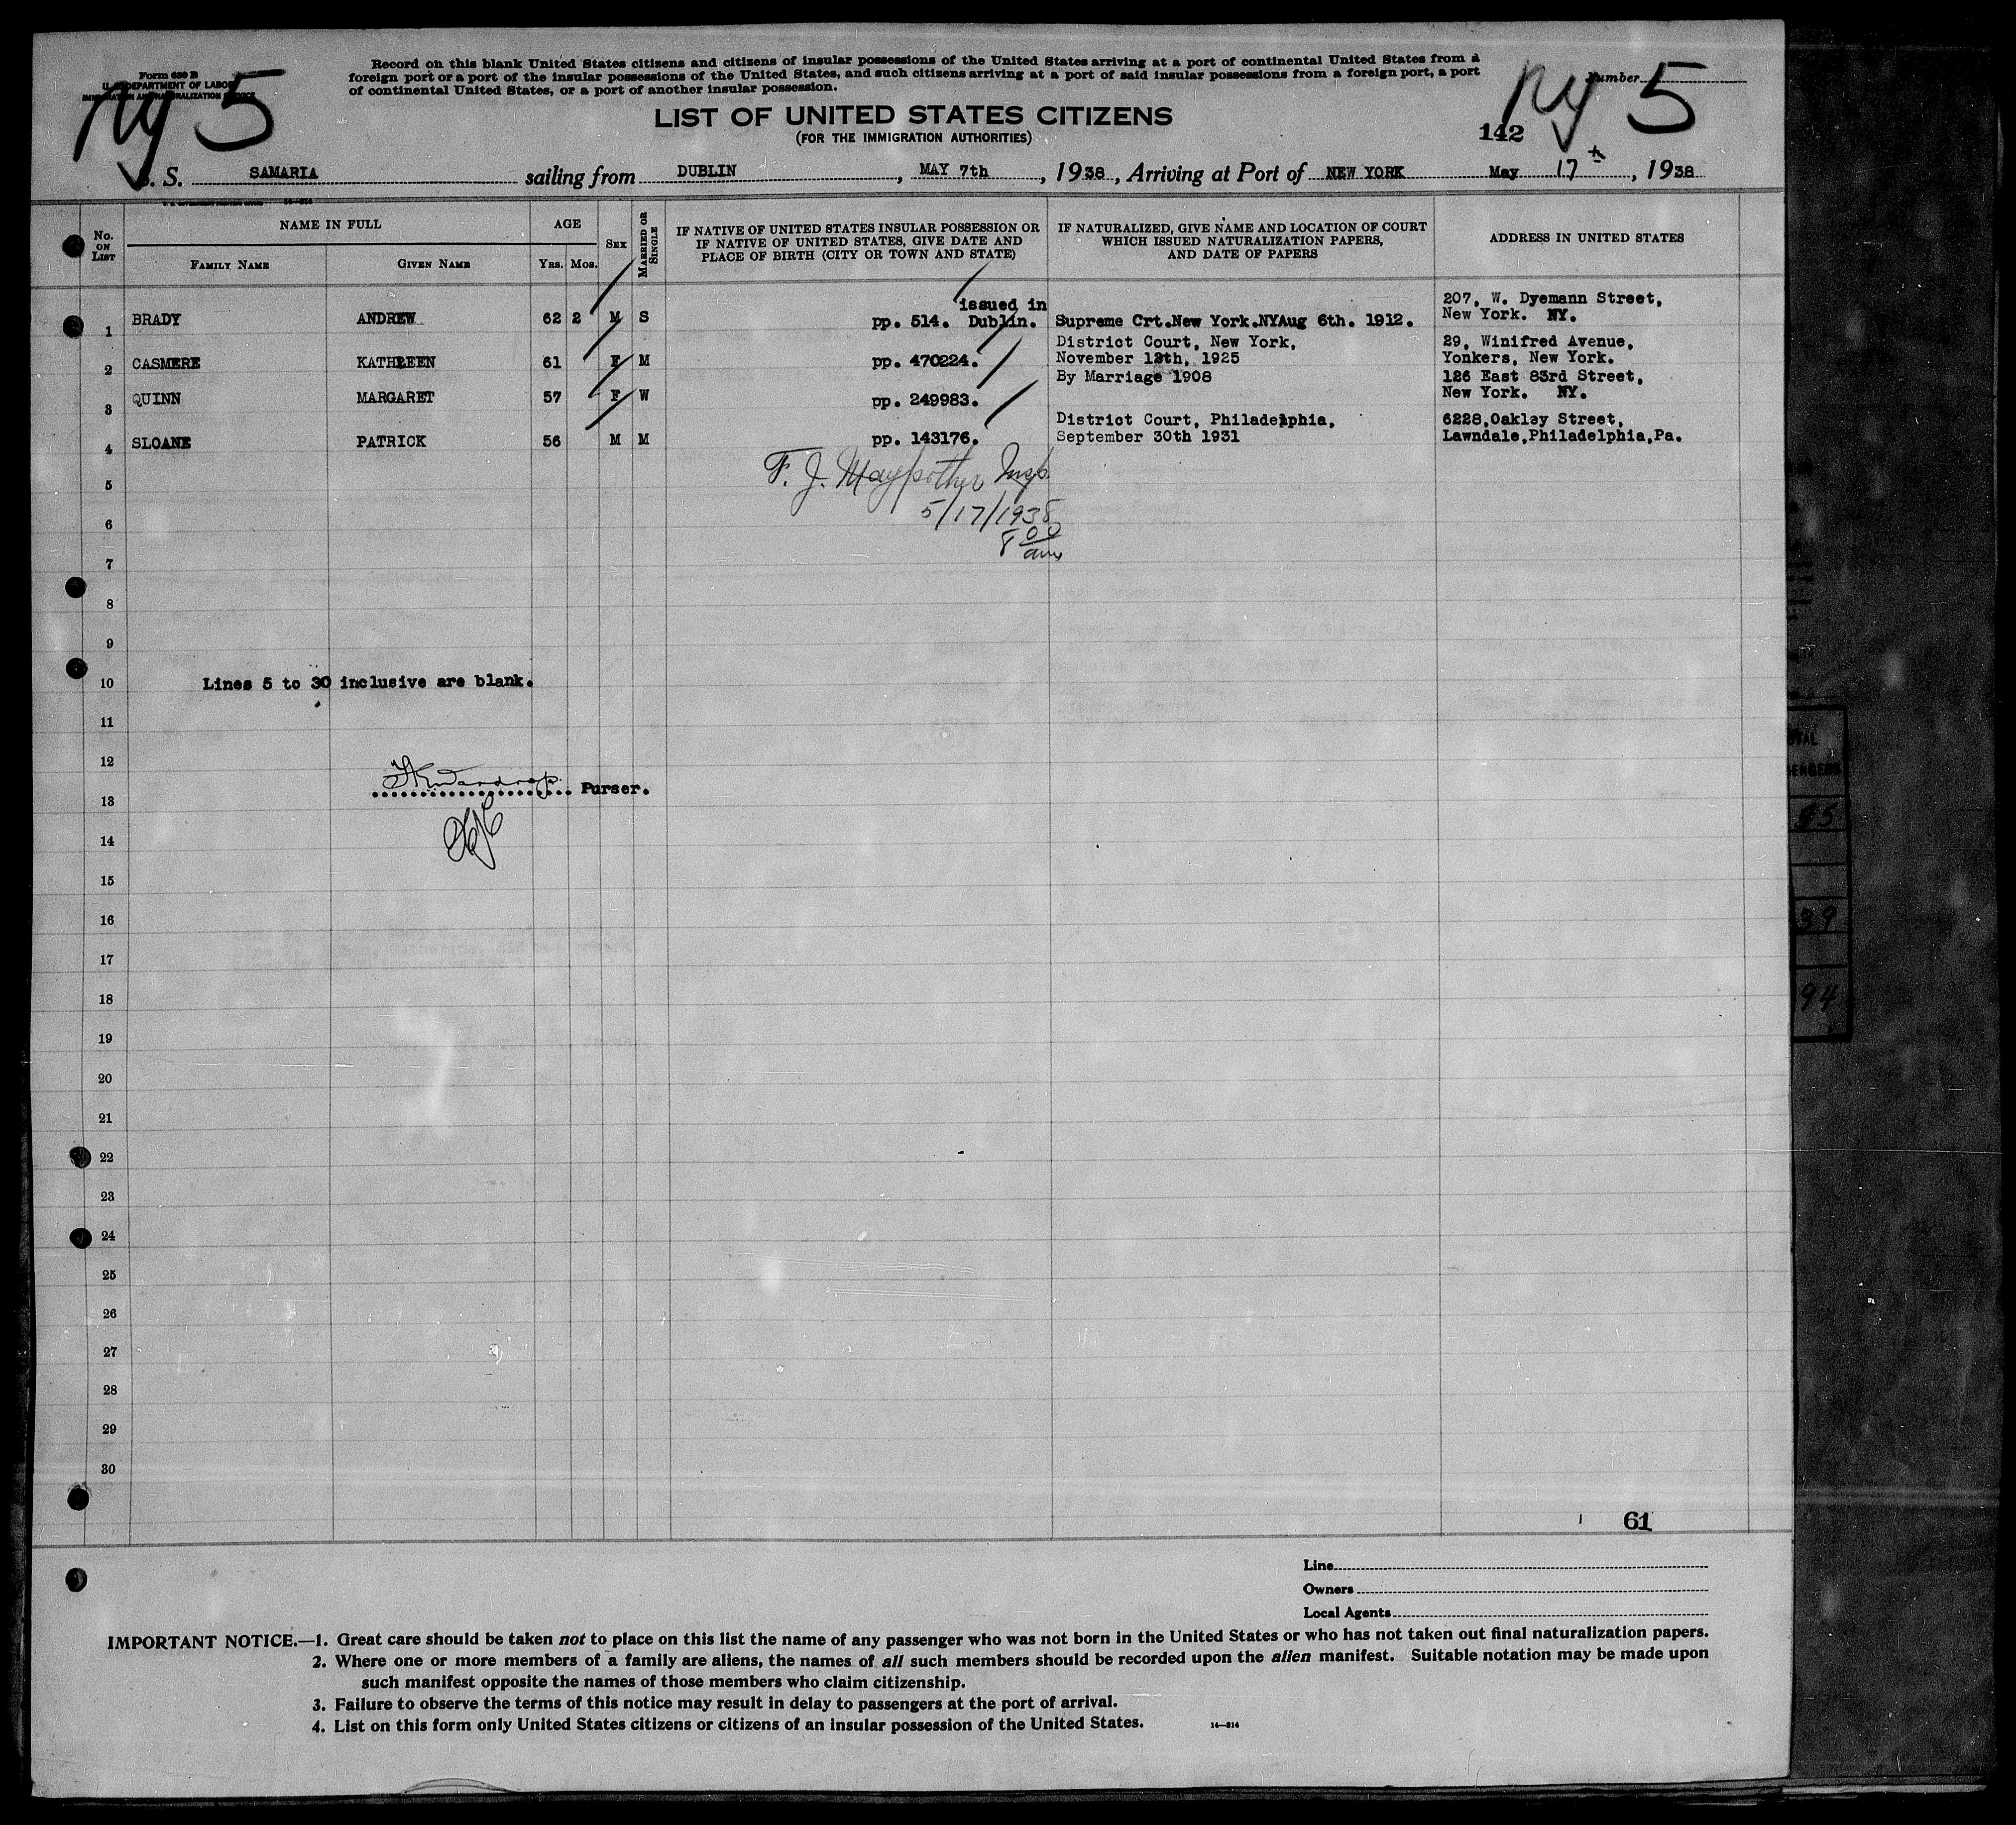 Form 630 B
U. S. DEPARTMENT OF LABOR
IMMIGRATION AND NATURALIZATION SERVICE
Ny 5
Record on this blank United States citizens and citizens of insular possessions of the United States arriving at a port of continental United States from a
foreign port or a port of the insular possessions of the United States, and such citizens arriving at a port of said insular possessions from a foreign port, a port
of continental United States, or a port of another insular possession.
Number
Ny 5
LIST OF UNITED STATES CITIZENS
(FOR THE IMMIGRATION AUTHORITIES)
142
S. S. SAMARIA sailing from DUBLIN, MAY 7th, 1938, Arriving at Port of NEW YORK May 17th, 1938
No. ON LIST
NAME IN FULL
FAMILY NAME GIVEN NAME
AGE
YRS. MOS.
SEX
MARRIED OR SINGLE
IF NATIVE OF UNITED STATES INSULAR POSSESSION OR
IF NATIVE OF UNITED STATES, GIVE DATE AND
PLACE OF BIRTH (CITY OR TOWN AND STATE)
IF NATURALIZED, GIVE NAME AND LOCATION OF COURT
WHICH ISSUED NATURALIZATION PAPERS,
AND DATE OF PAPERS
ADDRESS IN UNITED STATES
1 BRADY ANDREW 62 2 M S pp. 514. issued in Dublin. Supreme Crt.New York.NYAug 6th. 1912. 207, W. Dyemann Street, New York. NY.
2 CASMERE KATHLEEN 61 F M pp. 470224. District Court, New York, November 12th, 1925 29, Winifred Avenue, Yonkers, New York.
3 QUINN MARGARET 57 F W pp. 249983. By Marriage 1908 126 East 83rd Street, New York. NY.
4 SLOANE PATRICK 56 M M pp. 143176. District Court, Philadelphia, September 30th 1931 6228,Oakley Street, Lawndale,Philadelphia,Pa.
F. J. Maypother Insp.
5/17/1938
8 00 am
5
6
7
8
9
10 Lines 5 to 30 inclusive are blank.
11
12
Purser.
13
14
15
16
17
18
19
20
21
22
23
24
25
26
27
28
29
30
61
Line
Owners
Local Agents
IMPORTANT NOTICE.—1. Great care should be taken not to place on this list the name of any passenger who was not born in the United States or who has not taken out final naturalization papers.
2. Where one or more members of a family are aliens, the names of all such members should be recorded upon the alien manifest. Suitable notation may be made upon
such manifest opposite the names of those members who claim citizenship.
3. Failure to observe the terms of this notice may result in delay to passengers at the port of arrival.
4. List on this form only United States citizens or citizens of an insular possession of the United States.
14—814